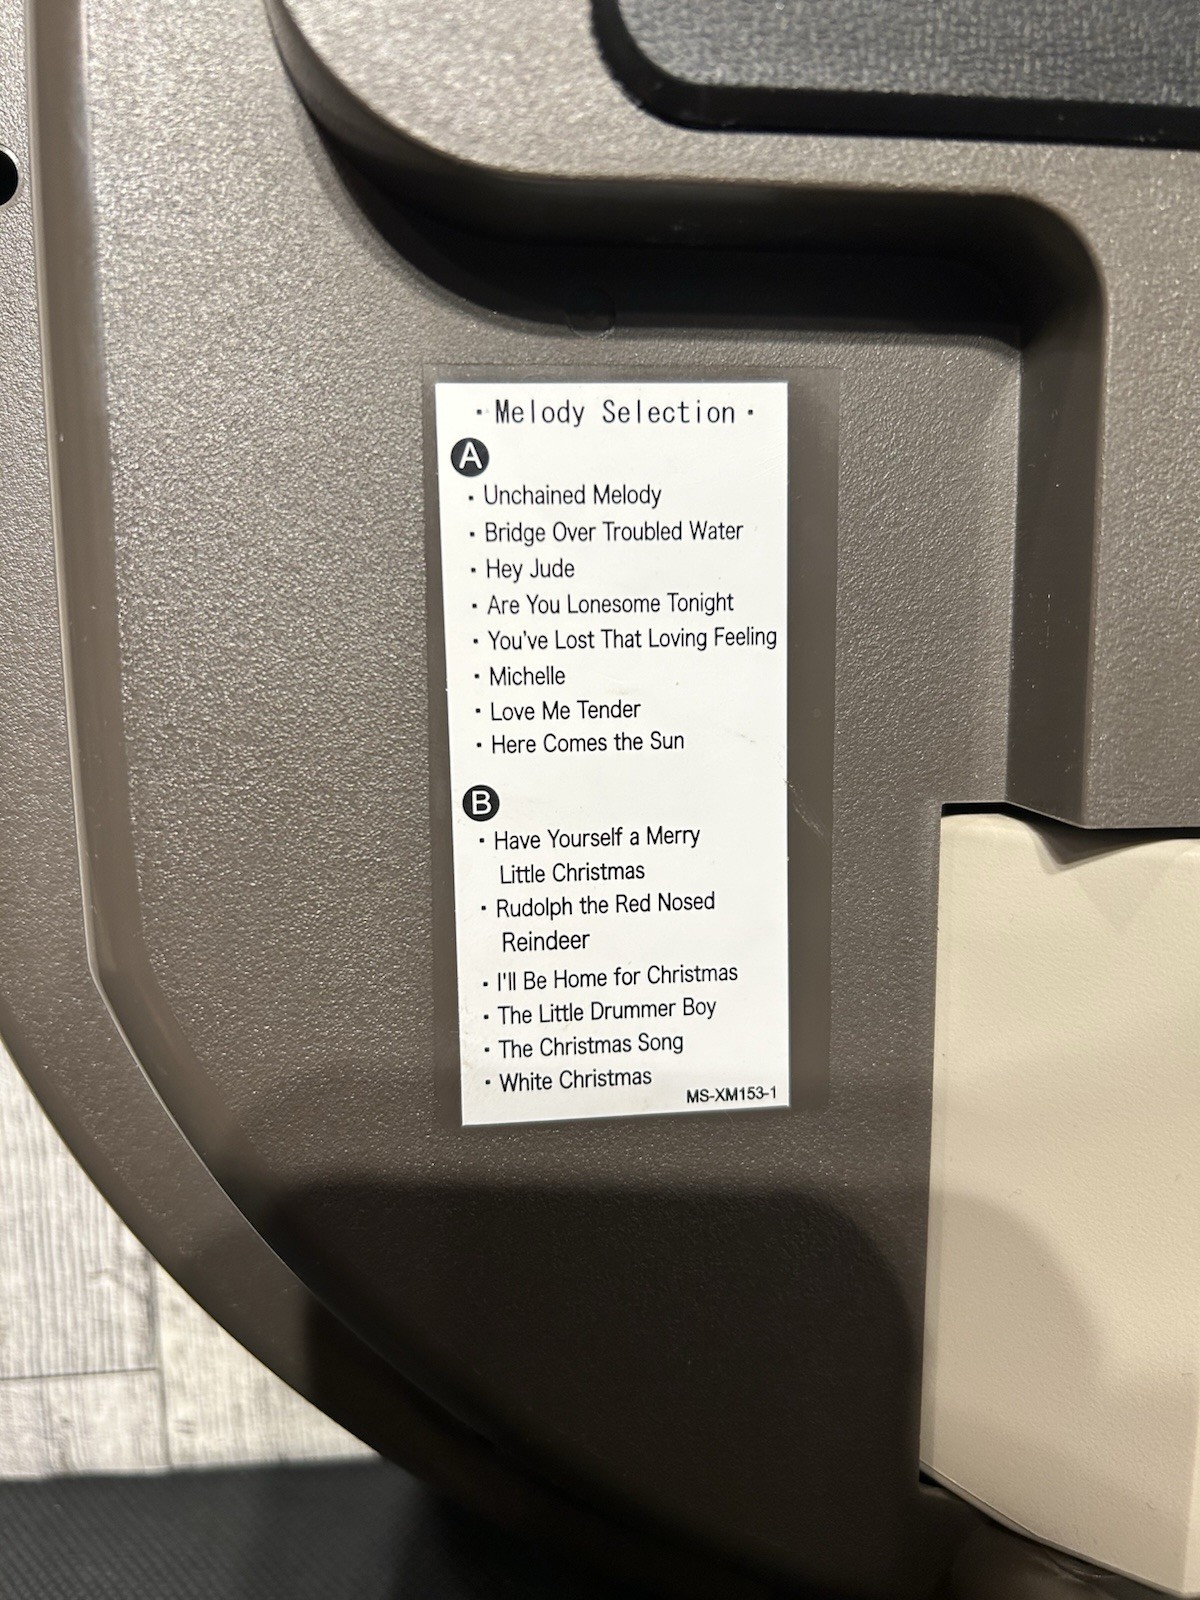 ・Melody Selection・
A
・Unchained Melody
・Bridge Over Troubled Water
・Hey Jude
・Are You Lonesome Tonight
・You've Lost That Loving Feeling
・Michelle
・Love Me Tender
・Here Comes the Sun
B
・Have Yourself a Merry
Little Christmas
・Rudolph the Red Nosed
Reindeer
・I'll Be Home for Christmas
・The Little Drummer Boy
・The Christmas Song
・White Christmas
MS-XM153-1